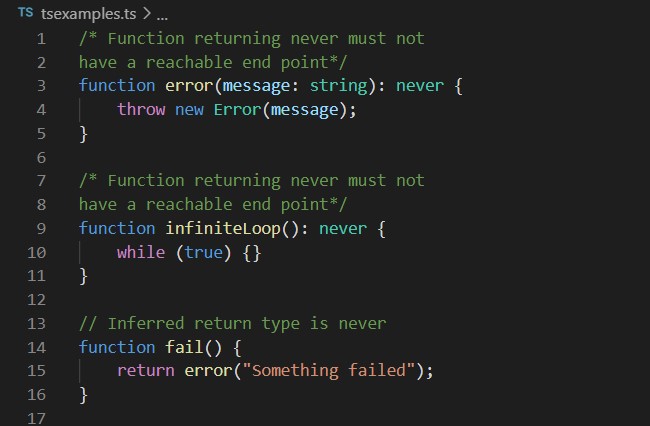 TS tsexamples.ts > ...
1 /* Function returning never must not
2 have a reachable end point*/
3 function error(message: string): never {
4 throw new Error(message);
5 }
6
7 /* Function returning never must not
8 have a reachable end point*/
9 function infiniteLoop(): never {
10 while (true) {}
11 }
12
13 // Inferred return type is never
14 function fail() {
15 return error("Something failed");
16 }
17